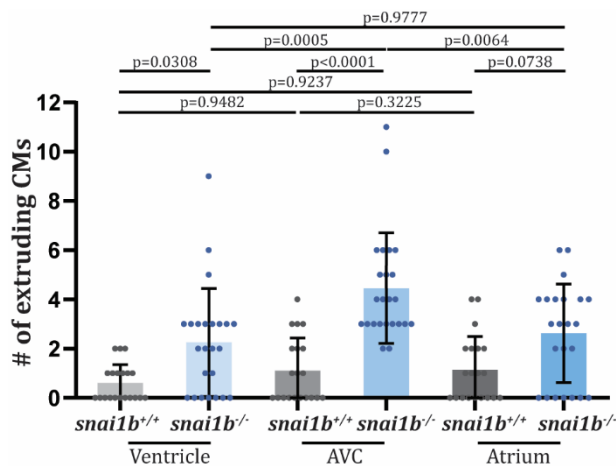 p=0.9777
p=0.0005 p=0.0064
p=0.0308 p<0.0001 p=0.0738
p=0.9237
p=0.9482 p=0.3225
# of extruding CMs
12
10
8
6
4
2
0
snai1b+/+ snai1b-/- snai1b+/+ snai1b-/- snai1b+/+ snai1b-/-
Ventricle AVC Atrium